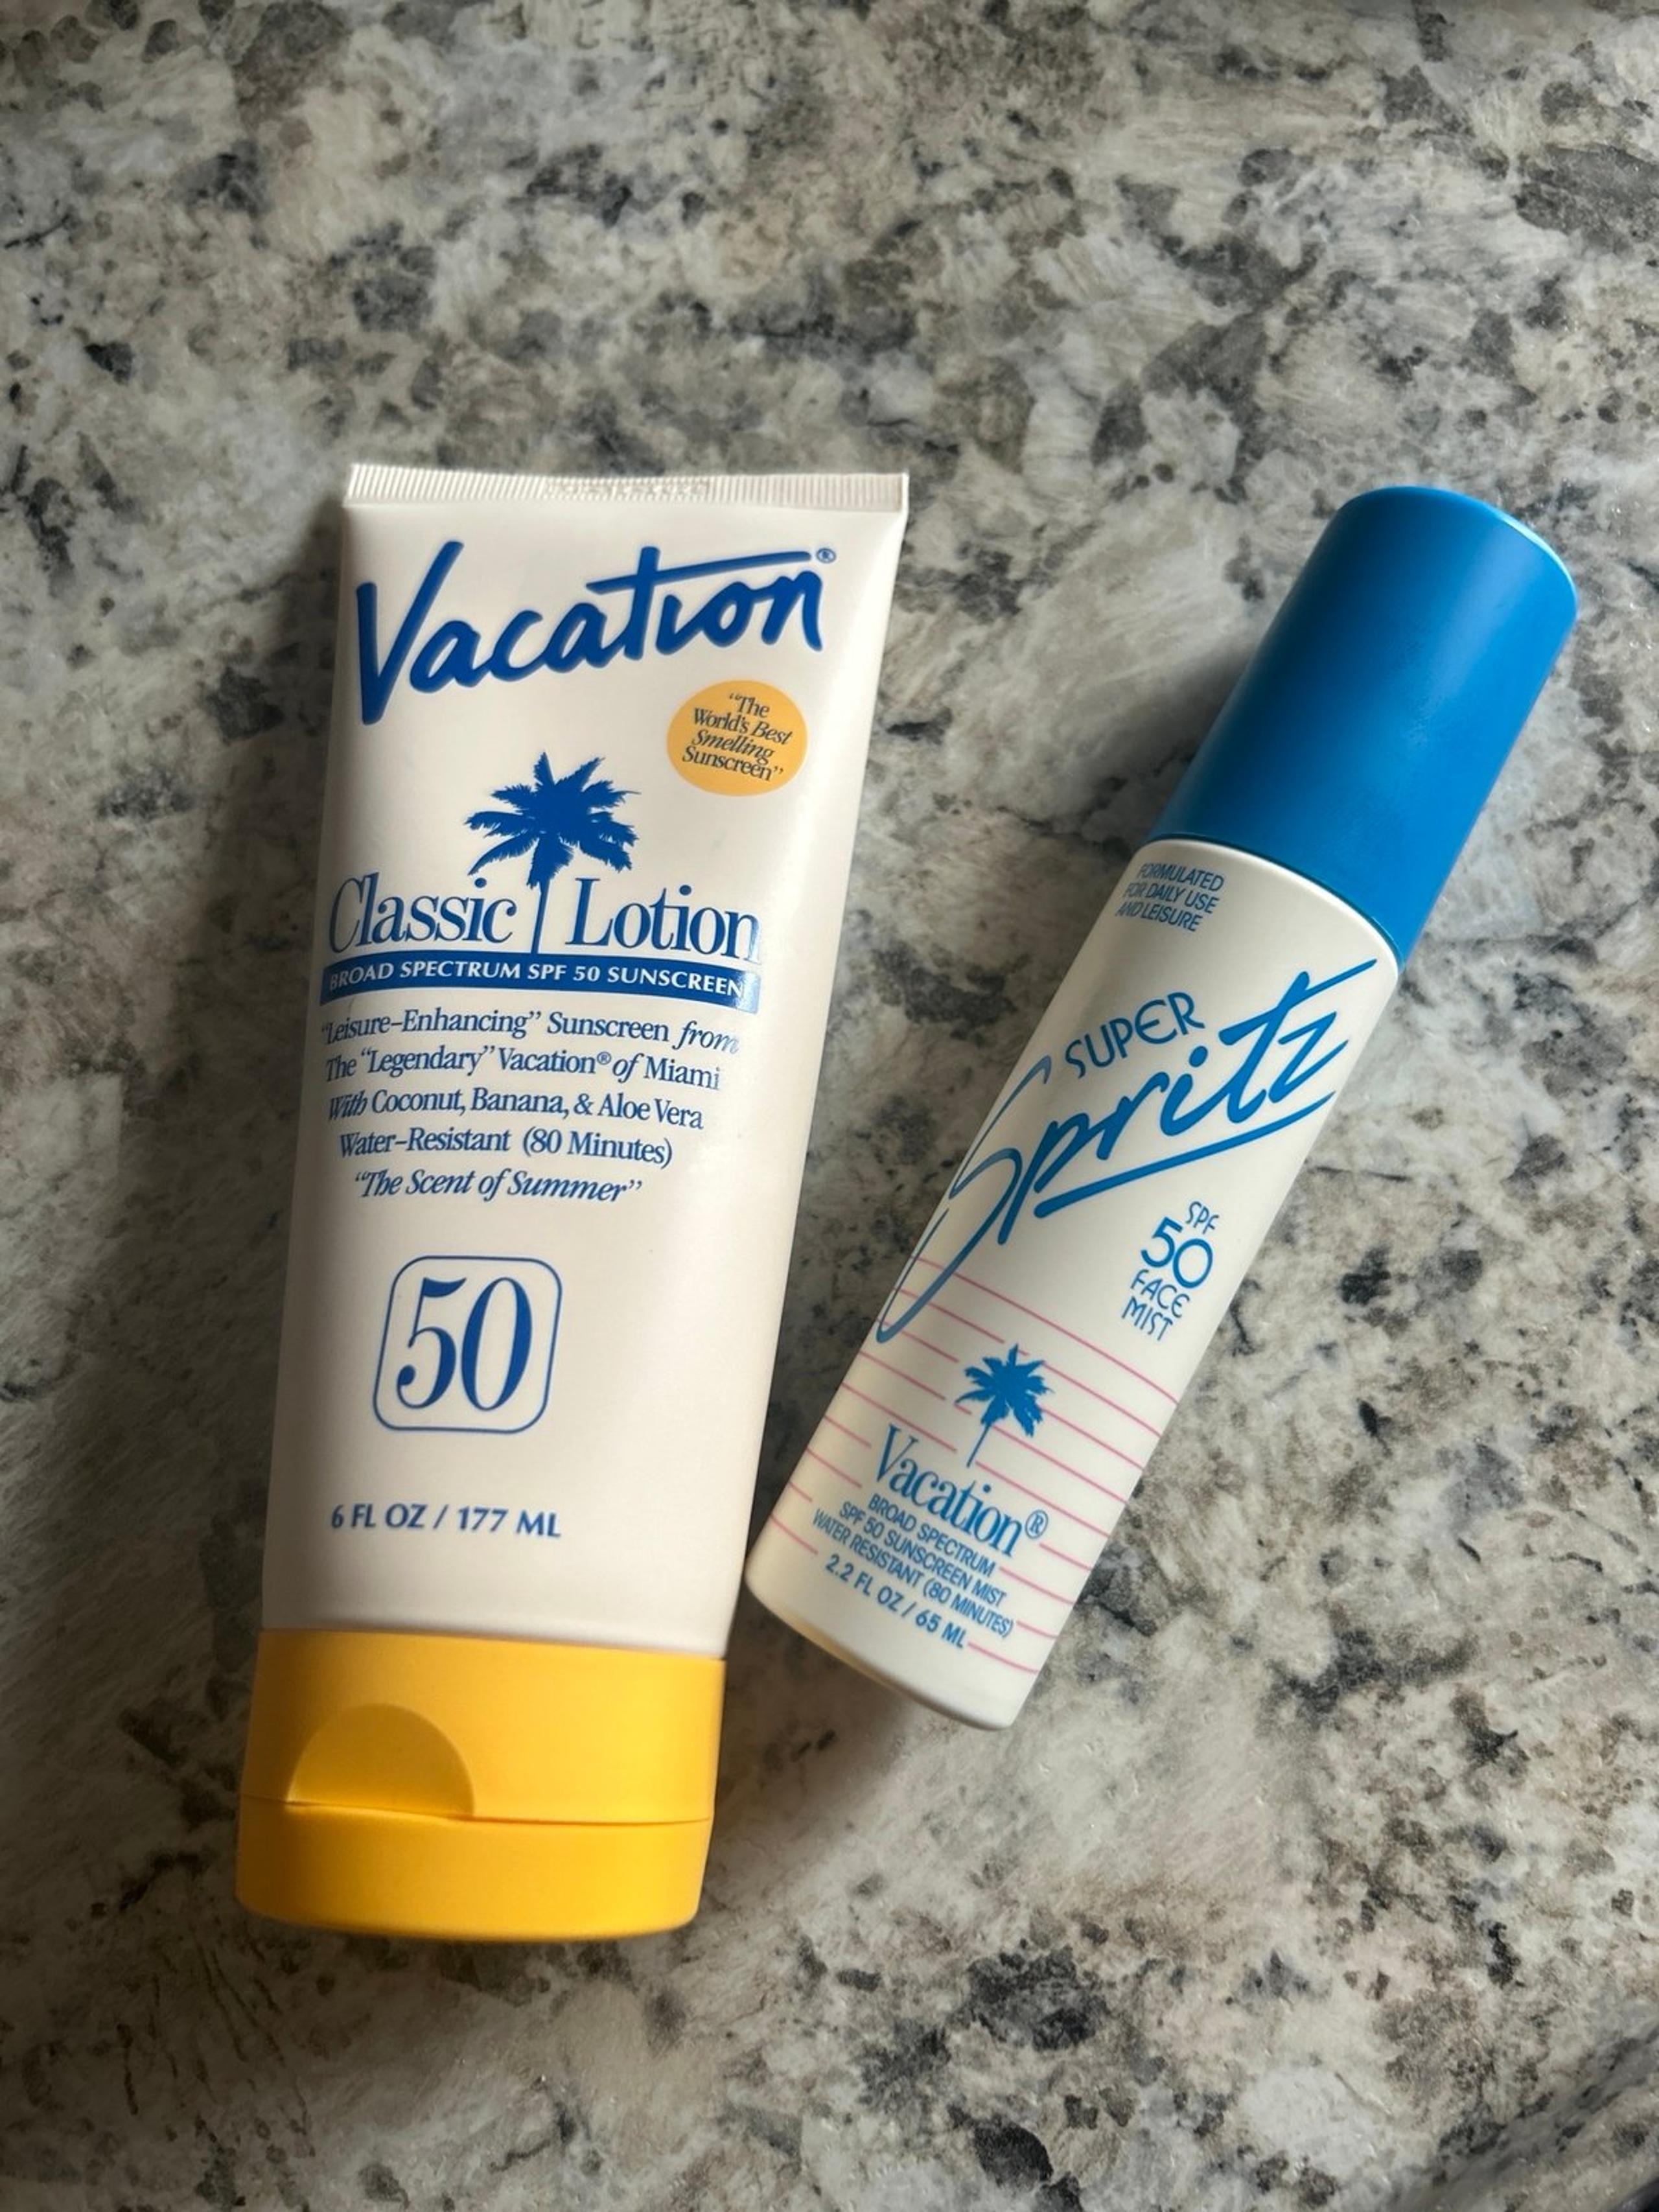 Vacation®
"The
World's Best
Smelling
Sunscreen"
Classic Lotion
BROAD SPECTRUM SPF 50 SUNSCREEN
"Leisure-Enhancing" Sunscreen from
The "Legendary" Vacation® of Miami
With Coconut, Banana, & Aloe Vera
Water-Resistant (80 Minutes)
"The Scent of Summer"
50
6 FL OZ / 177 ML
FORMULATED
FOR DAILY USE
AND LEISURE
SUPER
Spritz
SPF
50
FACE
MIST
Vacation®
BROAD SPECTRUM
SPF 50 SUNSCREEN MIST
WATER RESISTANT (80 MINUTES)
2.2 FL OZ / 65 ML